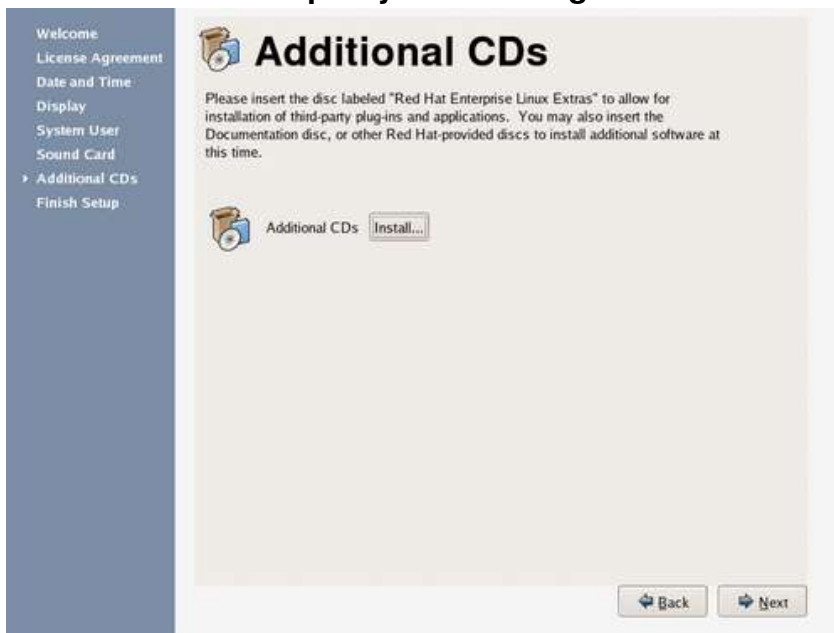 Welcome
License Agreement
Date and Time
Display
System User
Sound Card
Additional CDs
Finish Setup
Additional CDs
Please insert the disc labeled "Red Hat Enterprise Linux Extras" to allow for
installation of third-party plug-ins and applications. You may also insert the
Documentation disc, or other Red Hat-provided discs to install additional software at
this time.
Additional CDs Install...
Back Next